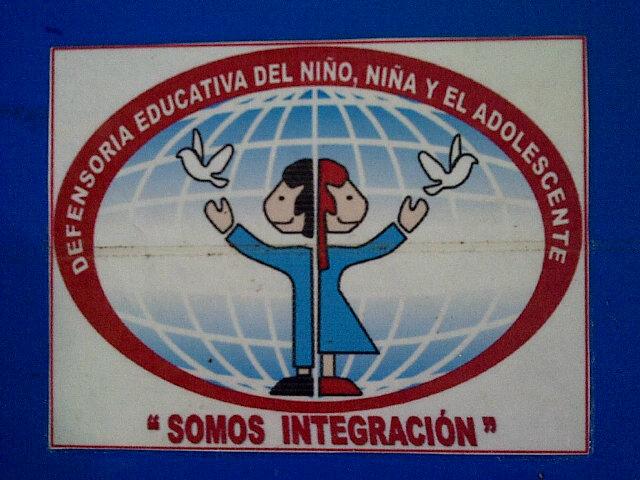 DEFENSORIA EDUCATIVA DEL NIÑO, NIÑA Y EL ADOLESCENTE
“SOMOS INTEGRACIÓN”